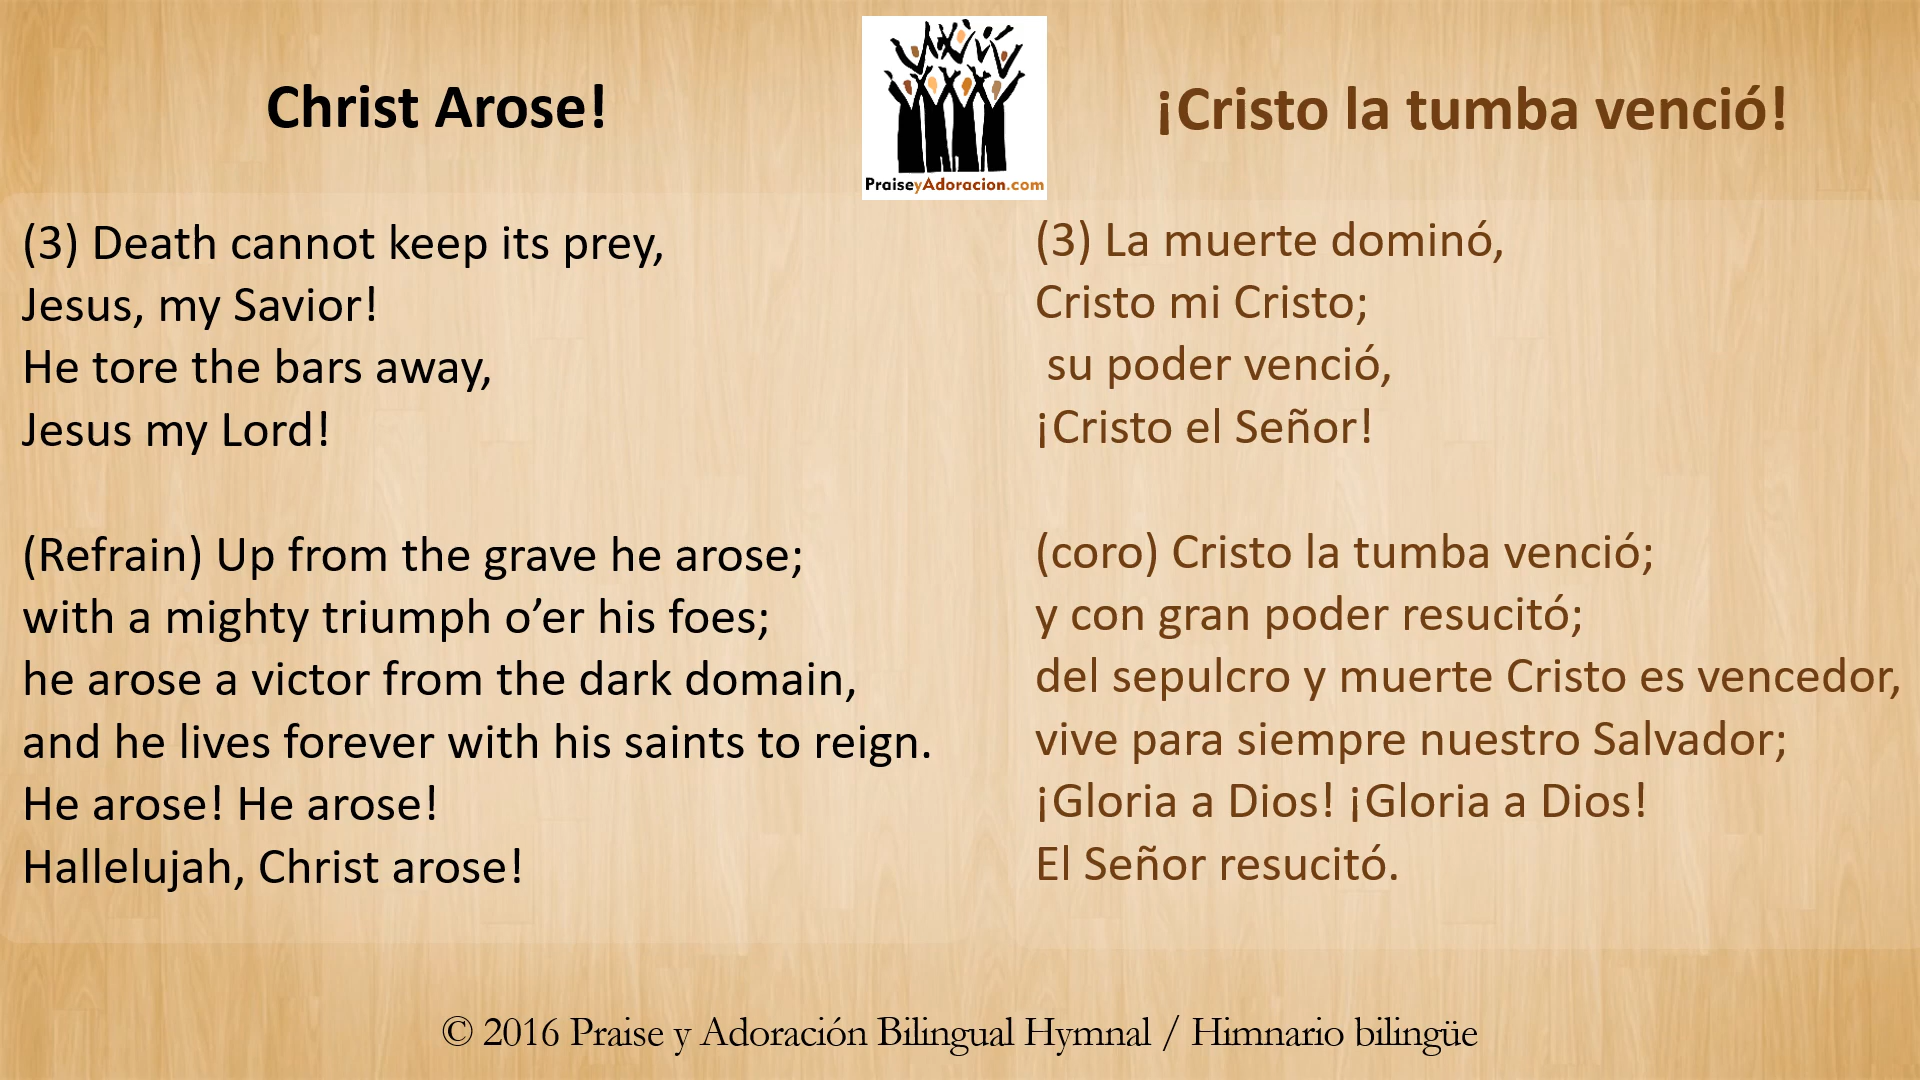 Christ Arose!
PraiseyAdoracion.com
¡Cristo la tumba venció!
(3) Death cannot keep its prey,
Jesus, my Savior!
He tore the bars away,
Jesus my Lord!
(Refrain) Up from the grave he arose;
with a mighty triumph o’er his foes;
he arose a victor from the dark domain,
and he lives forever with his saints to reign.
He arose! He arose!
Hallelujah, Christ arose!
(3) La muerte dominó,
Cristo mi Cristo;
su poder venció,
¡Cristo el Señor!
(coro) Cristo la tumba venció;
y con gran poder resucitó;
del sepulcro y muerte Cristo es vencedor,
vive para siempre nuestro Salvador;
¡Gloria a Dios! ¡Gloria a Dios!
El Señor resucitó.
© 2016 Praise y Adoración Bilingual Hymnal / Himnario bilingüe